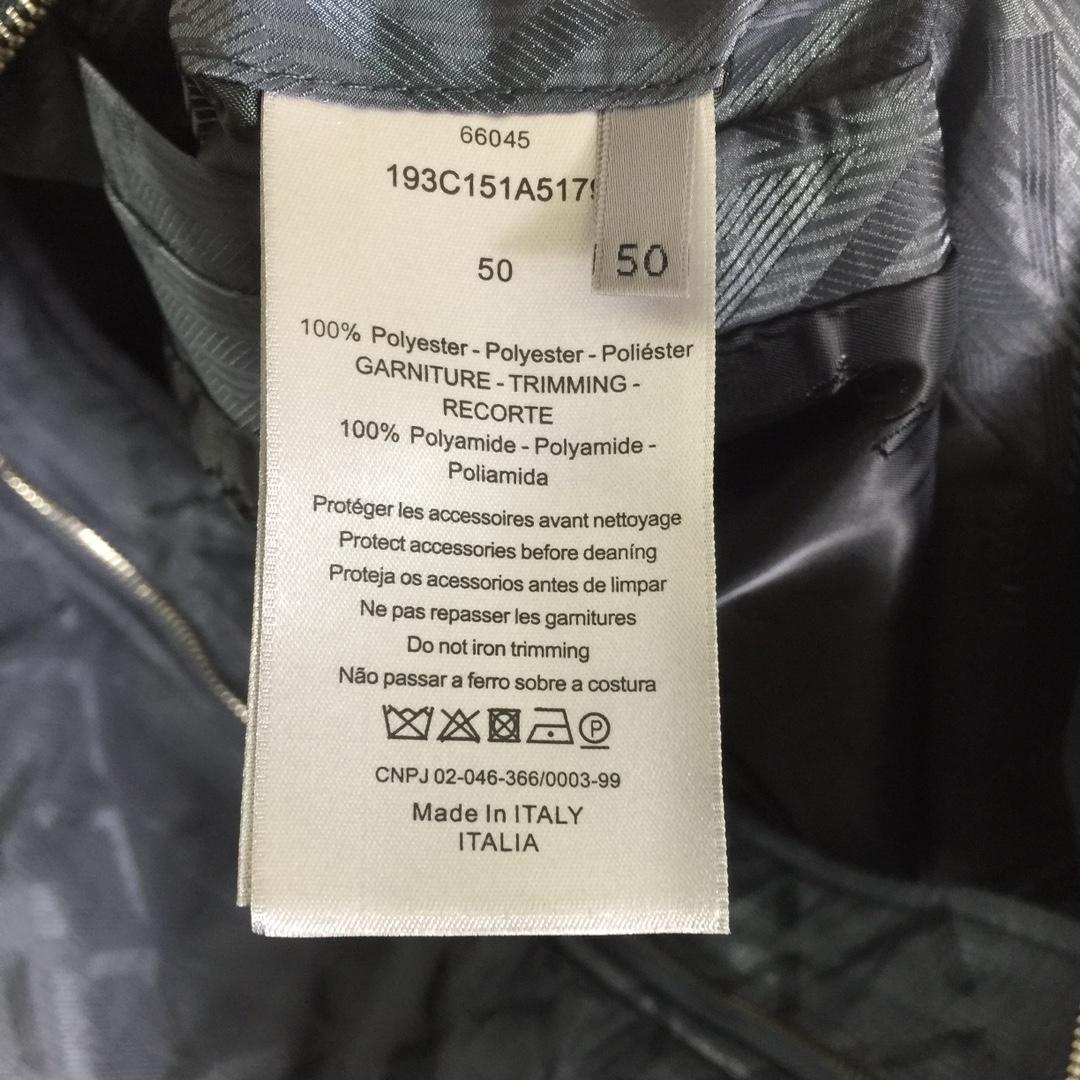 66045
193C151A5179
50
50
100% Polyester - Polyester - Poliéster
GARNITURE - TRIMMING -
RECORTE
100% Polyamide - Polyamide -
Poliamida
Protéger les accessoires avant nettoyage
Protect accessories before deaníng
Proteja os acessorios antes de limpar
Ne pas repasser les garnitures
Do not iron trimming
Não passar a ferro sobre a costura
P
CNPJ 02-046-366/0003-99
Made In ITALY
ITALIA